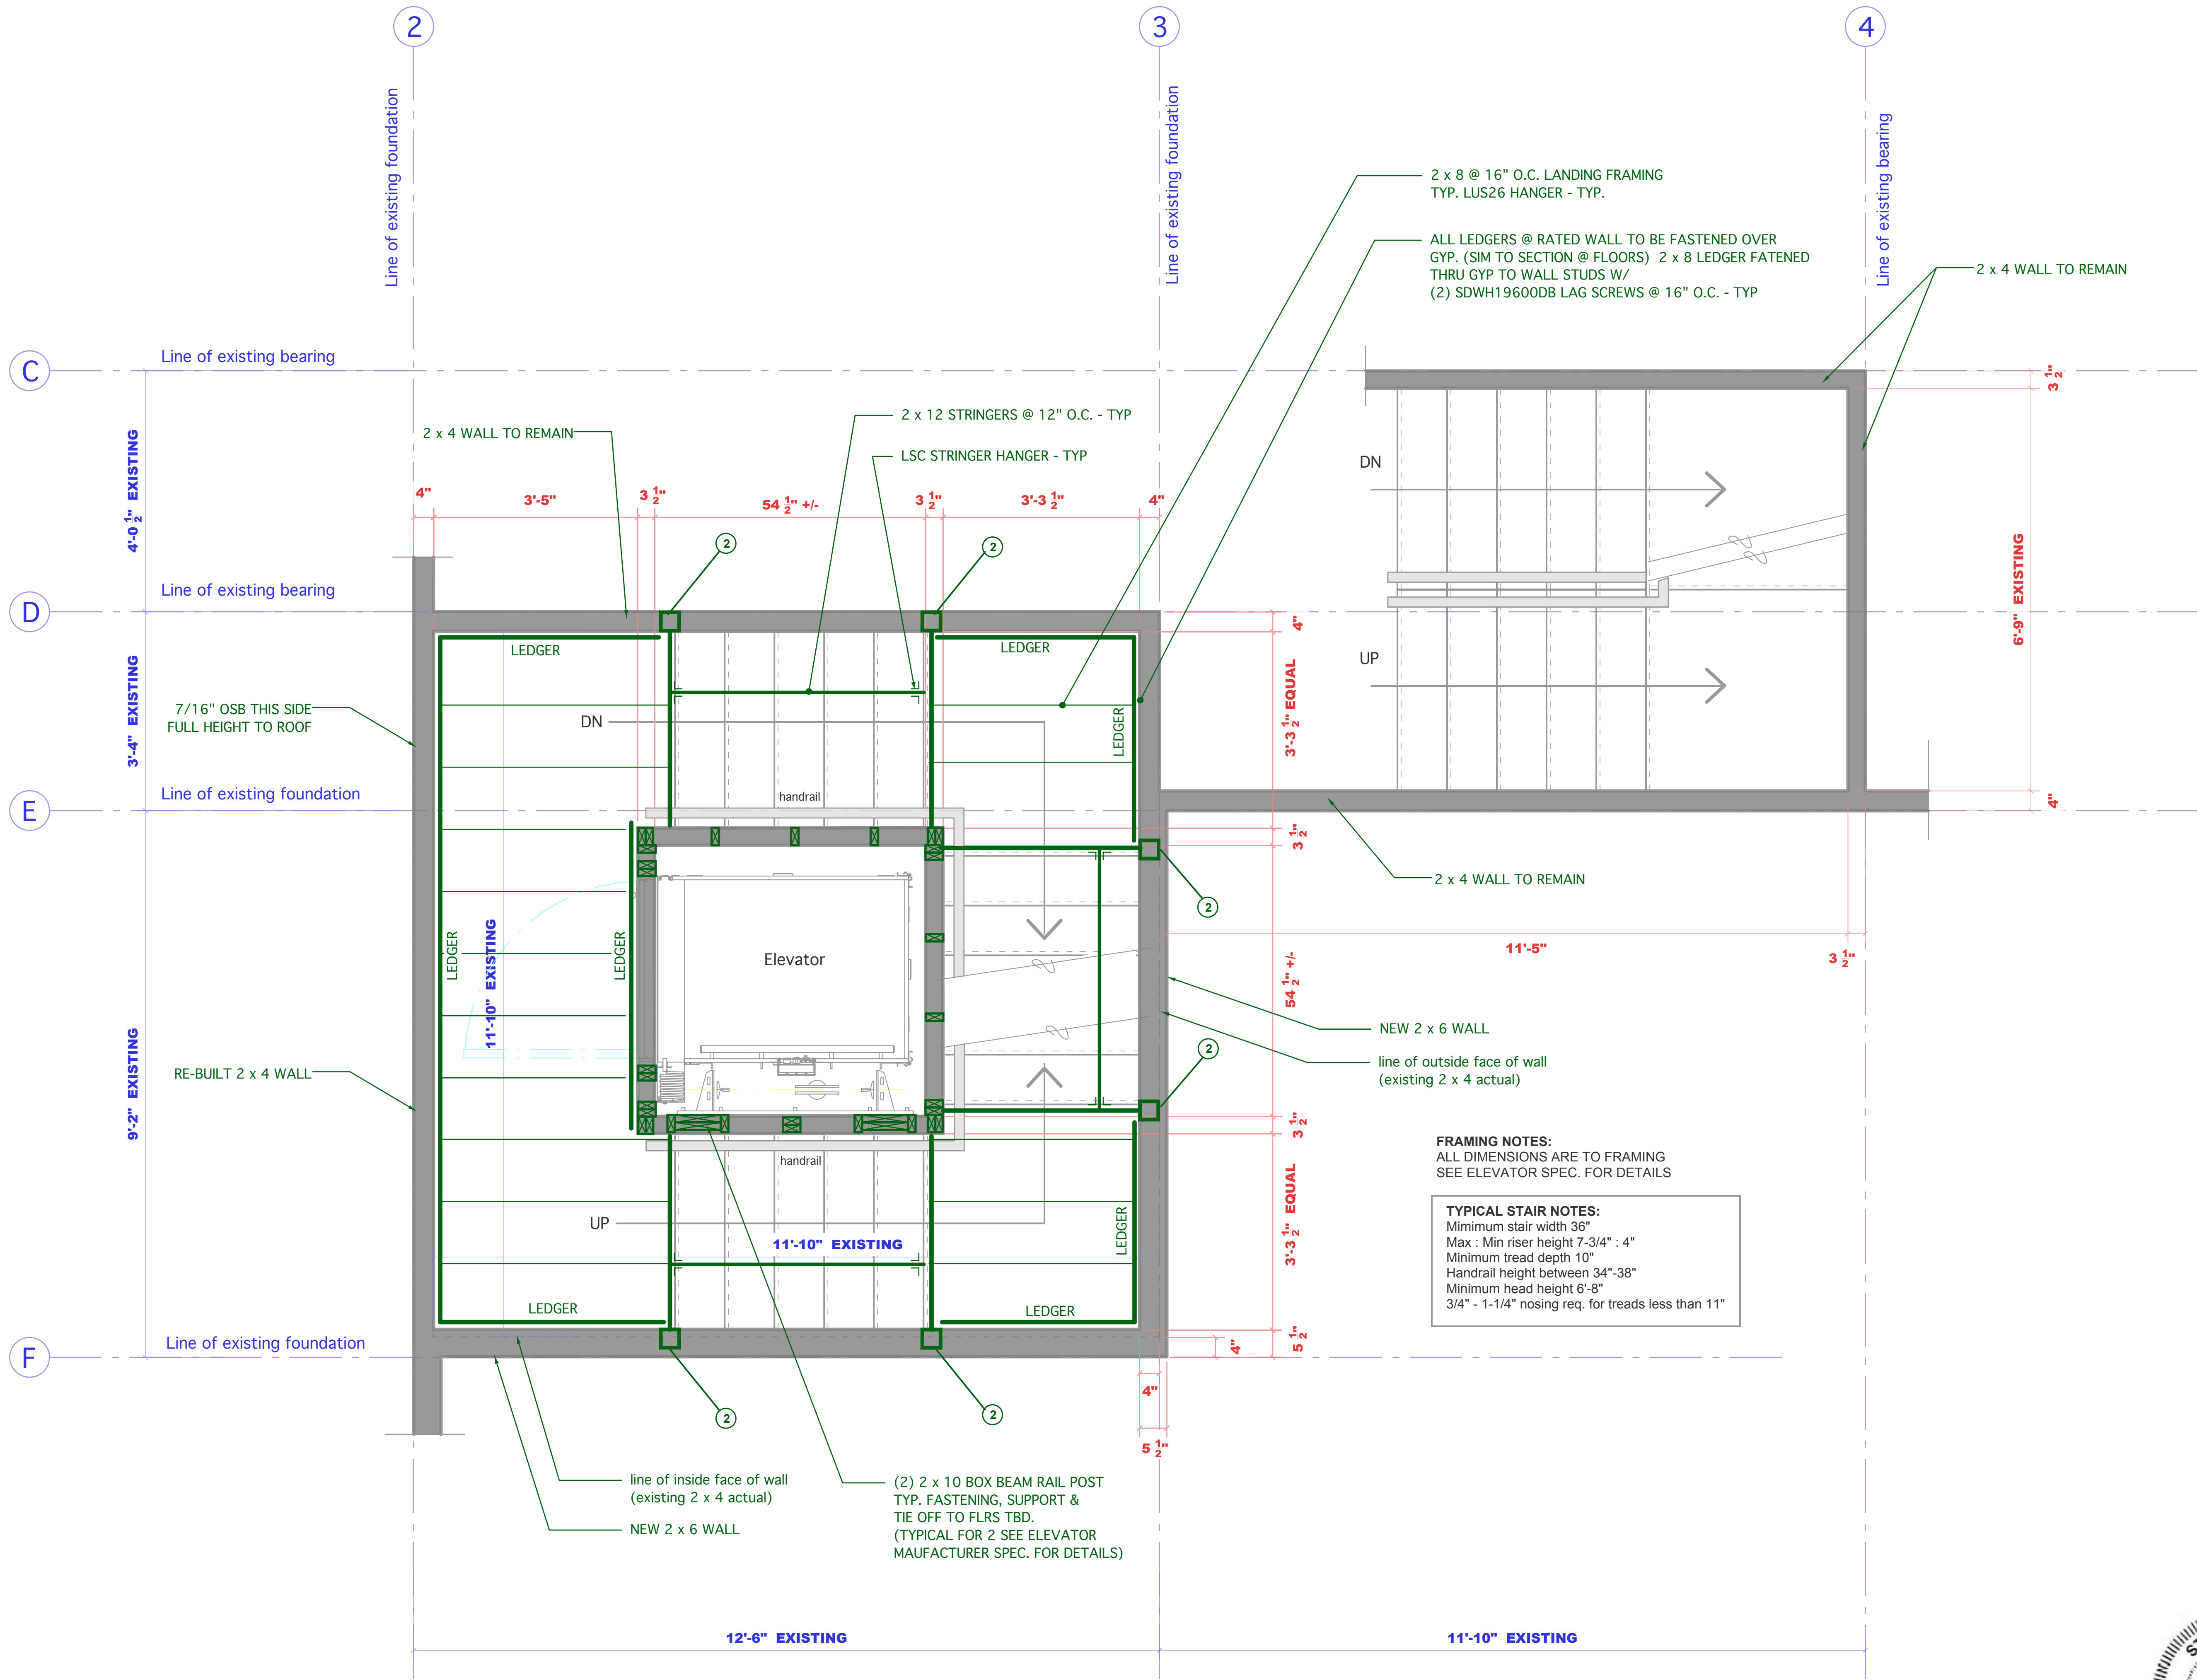 2
3
4
Line of existing foundation
Line of existing foundation
Line of existing bearing
2 x 8 @ 16" O.C. LANDING FRAMING
TYP. LUS26 HANGER - TYP.
ALL LEDGERS @ RATED WALL TO BE FASTENED OVER
GYP. (SIM TO SECTION @ FLOORS) 2 x 8 LEDGER FATENED
THRU GYP TO WALL STUDS W/
(2) SDWH19600DB LAG SCREWS @ 16" O.C. - TYP
2 x 4 WALL TO REMAIN
C
Line of existing bearing
3 1/2"
2 x 12 STRINGERS @ 12" O.C. - TYP
2 x 4 WALL TO REMAIN
LSC STRINGER HANGER - TYP
DN
4'-0 1/2" EXISTING
4"
3'-5"
3 1/2"
54 1/2" +/-
3 1/2"
3'-3 1/2"
4"
2
2
6'-9" EXISTING
D
Line of existing bearing
4"
LEDGER
LEDGER
UP
3'-4" EXISTING
7/16" OSB THIS SIDE
FULL HEIGHT TO ROOF
DN
LEDGER
3'-3 1/2" EQUAL
E
Line of existing foundation
handrail
4"
3 1/2"
2 x 4 WALL TO REMAIN
2
LEDGER
11'-10" EXISTING
LEDGER
Elevator
11'-5"
3 1/2"
54 1/2" +/-
NEW 2 x 6 WALL
2
line of outside face of wall
(existing 2 x 4 actual)
RE-BUILT 2 x 4 WALL
9'-2" EXISTING
3 1/2"
handrail
FRAMING NOTES:
ALL DIMENSIONS ARE TO FRAMING
SEE ELEVATOR SPEC. FOR DETAILS
UP
LEDGER
3'-3 1/2" EQUAL
11'-10" EXISTING
TYPICAL STAIR NOTES:
Mimimum stair width 36"
Max : Min riser height 7-3/4" : 4"
Minimum tread depth 10"
Handrail height between 34"-38"
Minimum head height 6'-8"
3/4" - 1-1/4" nosing req. for treads less than 11"
LEDGER
LEDGER
F
Line of existing foundation
4"
5 1/2"
4"
5 1/2"
2
2
line of inside face of wall
(existing 2 x 4 actual)
NEW 2 x 6 WALL
(2) 2 x 10 BOX BEAM RAIL POST
TYP. FASTENING, SUPPORT &
TIE OFF TO FLRS TBD.
(TYPICAL FOR 2 SEE ELEVATOR
MAUFACTURER SPEC. FOR DETAILS)
12'-6" EXISTING
11'-10" EXISTING